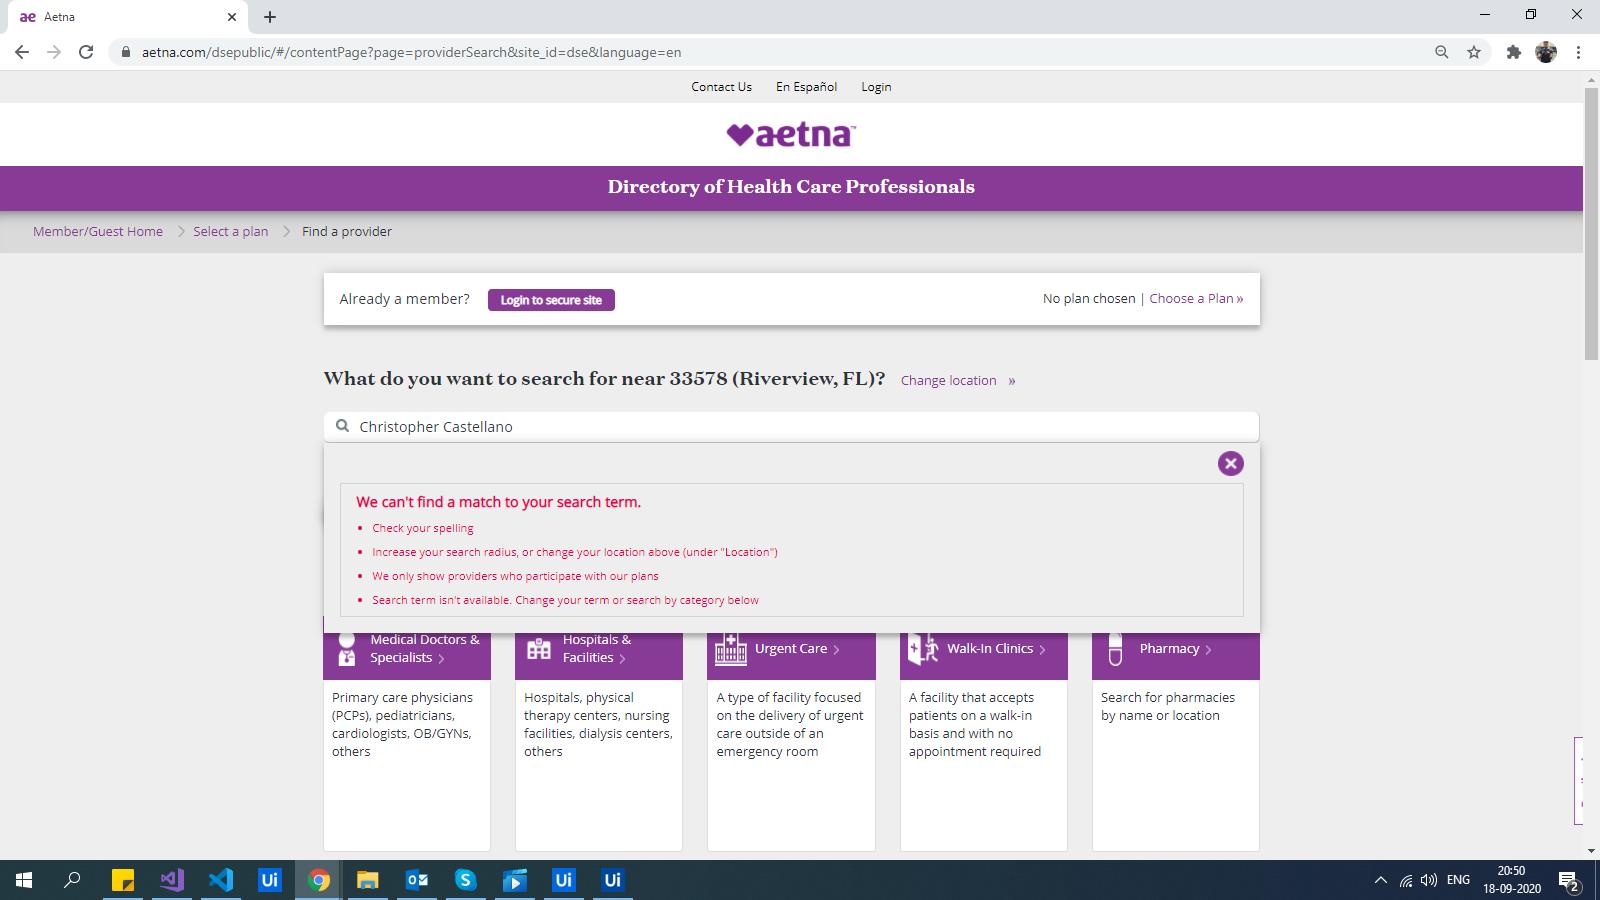 ae Aetna
aetna.com/dsepublic/#/contentPage?page=providerSearch&site_id=dse&language=en
Contact Us En Español Login
aetna™
Directory of Health Care Professionals
Member/Guest Home Select a plan Find a provider
Already a member? Login to secure site No plan chosen | Choose a Plan »
What do you want to search for near 33578 (Riverview, FL)? Change location »
Christopher Castellano
We can't find a match to your search term.
• Check your spelling
• Increase your search radius, or change your location above (under "Location")
• We only show providers who participate with our plans
• Search term isn't available. Change your term or search by category below
Medical Doctors &
Specialists
Primary care physicians
(PCPs), pediatricians,
cardiologists, OB/GYNs,
others
Hospitals &
Facilities
Hospitals, physical
therapy centers, nursing
facilities, dialysis centers,
others
Urgent Care
A type of facility focused
on the delivery of urgent
care outside of an
emergency room
Walk-In Clinics
A facility that accepts
patients on a walk-in
basis and with no
appointment required
Pharmacy
Search for pharmacies
by name or location
Ui Ui Ui
ENG
20:50
18-09-2020
2